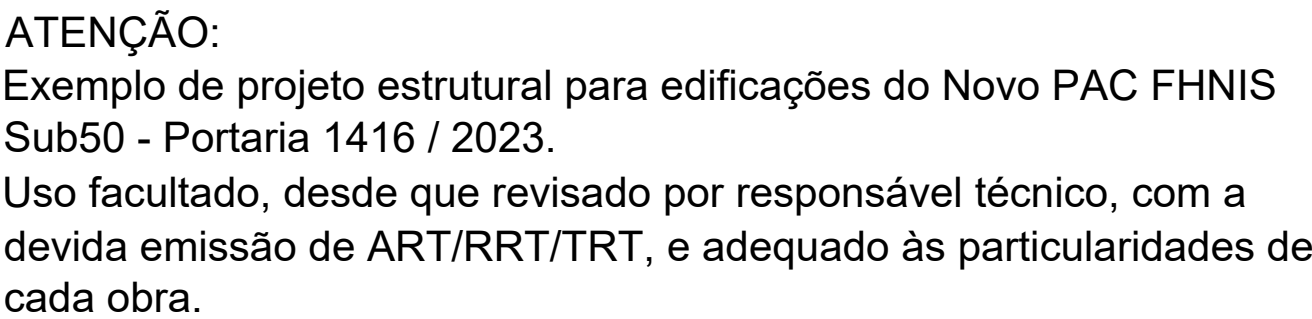 ATENÇÃO:
Exemplo de projeto estrutural para edificações do Novo PAC FHNIS
Sub50 - Portaria 1416 / 2023.
Uso facultado, desde que revisado por responsável técnico, com a
devida emissão de ART/RRT/TRT, e adequado às particularidades de
cada obra.